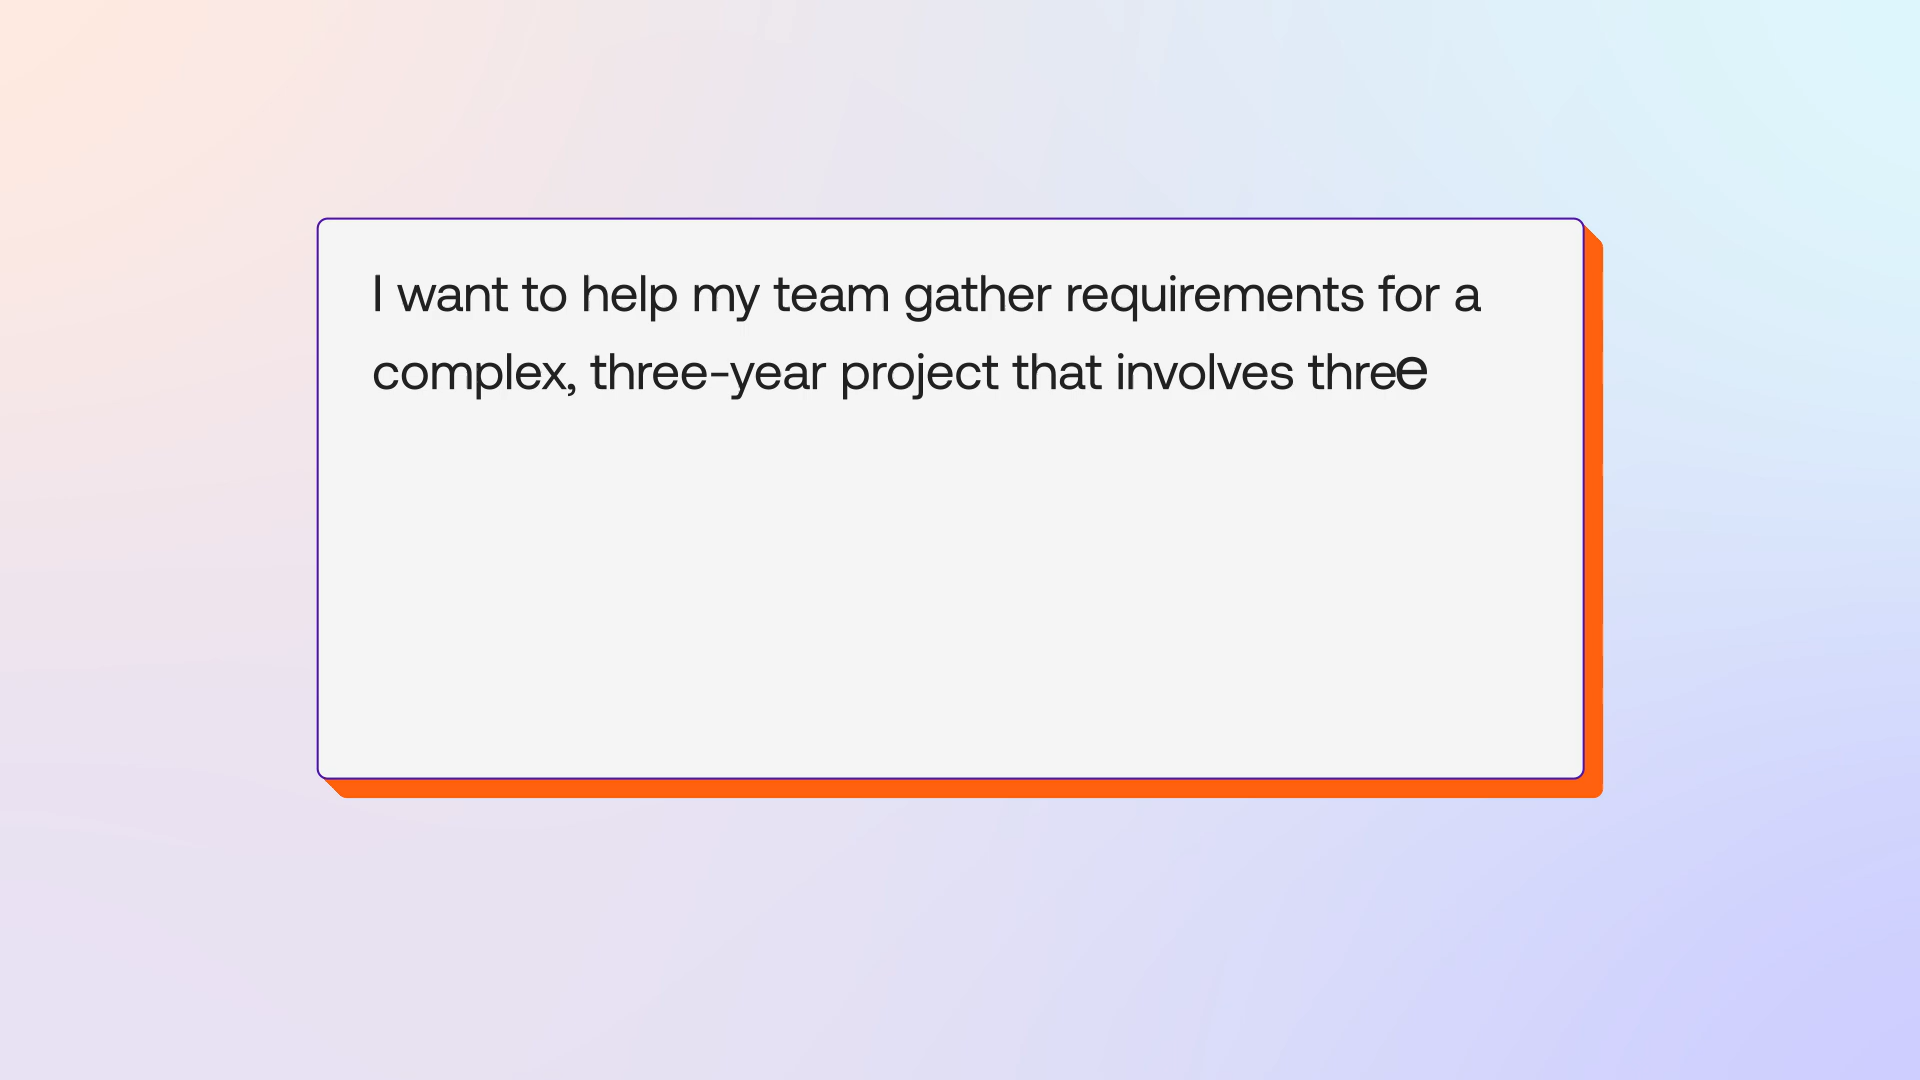 I want to help my team gather requirements for a
complex, three-year project that involves three